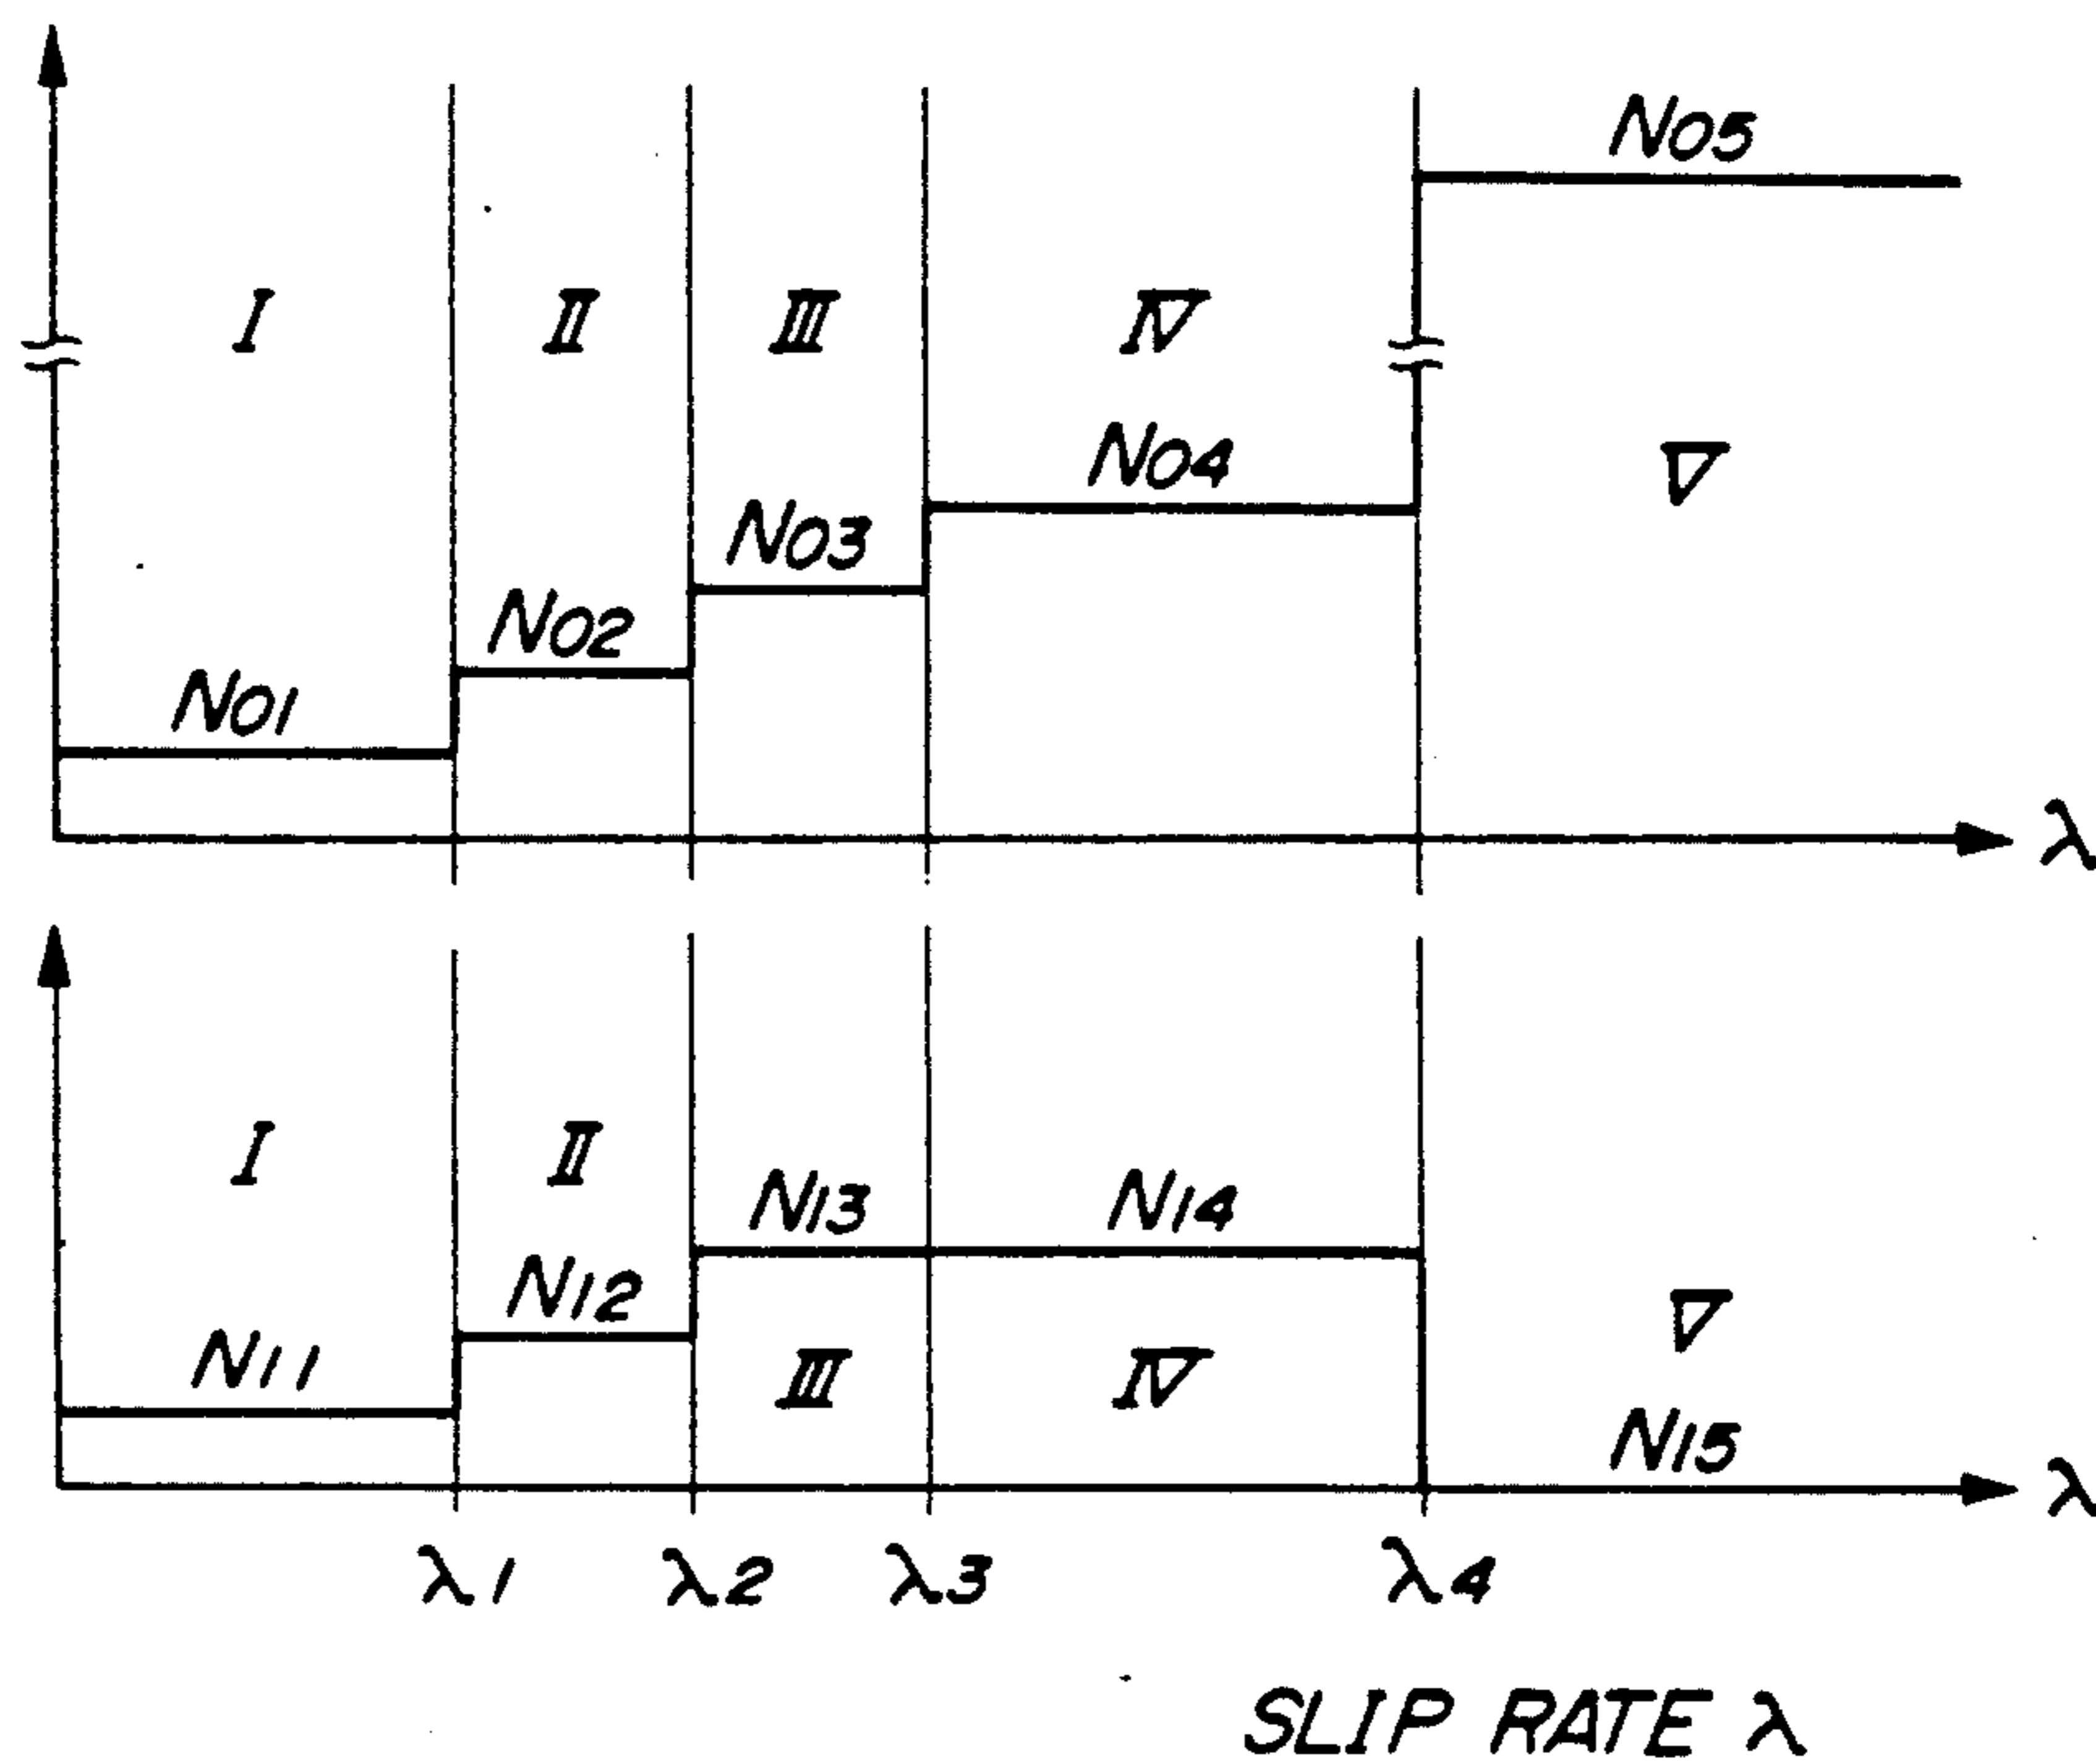 N05
I II III IV
N04
V
N03
N02
N01
λ
I II
N13 N14
N12
V
N11
III IV
N15
λ
λ1 λ2 λ3 λ4
SLIP RATE λ